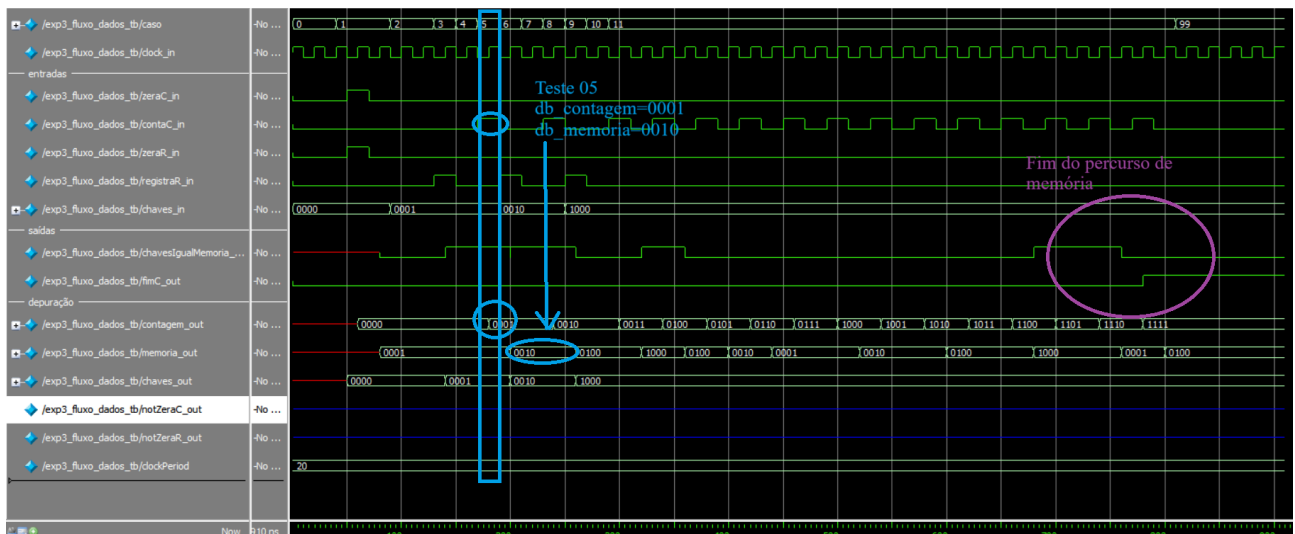 /exp3_fluxo_dados_tb/caso -No ... 0 1 2 3 4 5 6 7 8 9 10 11 99
/exp3_fluxo_dados_tb/clock_in -No ...
entradas
/exp3_fluxo_dados_tb/zeraC_in -No ...
Teste 05
db_contagem=0001
/exp3_fluxo_dados_tb/contaC_in -No ...
db_memoria=0010
/exp3_fluxo_dados_tb/zeraR_in -No ...
Fim do percurso de
memória
/exp3_fluxo_dados_tb/registraR_in -No ...
/exp3_fluxo_dados_tb/chaves_in -No ... 0000 0001 0010 1000
saídas
/exp3_fluxo_dados_tb/chavesIgualMemoria_... -No ...
/exp3_fluxo_dados_tb/fimC_out -No ...
depuração
/exp3_fluxo_dados_tb/contagem_out -No ... 0000 0001 0010 0011 0100 0101 0110 0111 1000 1001 1010 1011 1100 1101 1110 1111
/exp3_fluxo_dados_tb/memoria_out -No ... 0001 0010 0100 1000 0100 0010 0001 0010 0100 1000 0001 0100
/exp3_fluxo_dados_tb/chaves_out -No ... 0000 0001 0010 1000
/exp3_fluxo_dados_tb/notZeraC_out -No ...
/exp3_fluxo_dados_tb/notZeraR_out -No ...
/exp3_fluxo_dados_tb/clockPeriod -No ... 20
Now 910 ns